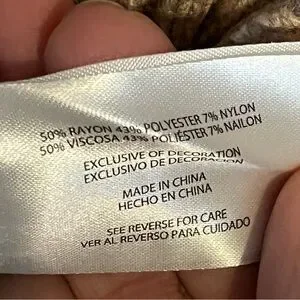 50% RAYON 43% POLYESTER 7% NYLON
50% VISCOSA 43% POLIÉSTER 7% NAILON
EXCLUSIVE OF DECORATION
EXCLUSIVO DE DECORACIÓN
MADE IN CHINA
HECHO EN CHINA
SEE REVERSE FOR CARE
VER AL REVERSO PARA CUIDADO